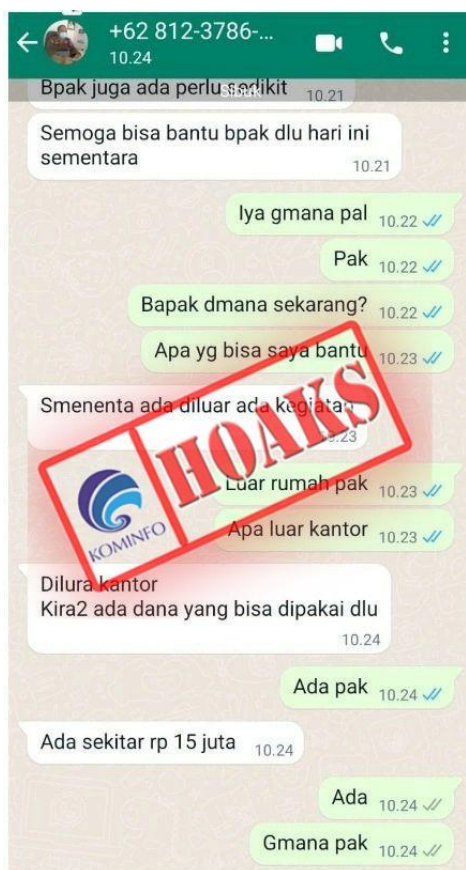 +62 812-3786-...
10.24
Bpak juga ada perlu sedikit 10.21
Semoga bisa bantu bpak dlu hari ini
sementara
10.21
Iya gmana pal 10.22
Pak 10.22
Bapak dmana sekarang? 10.22
Apa yg bisa saya bantu 10.23
Smenenta ada diluar ada kegiatan
10.23
HOAKS
KOMINFO
Luar rumah pak 10.23
Apa luar kantor 10.23
Dilura kantor
Kira2 ada dana yang bisa dipakai dlu
10.24
Ada pak 10.24
Ada sekitar rp 15 juta 10.24
Ada 10.24
Gmana pak 10.24